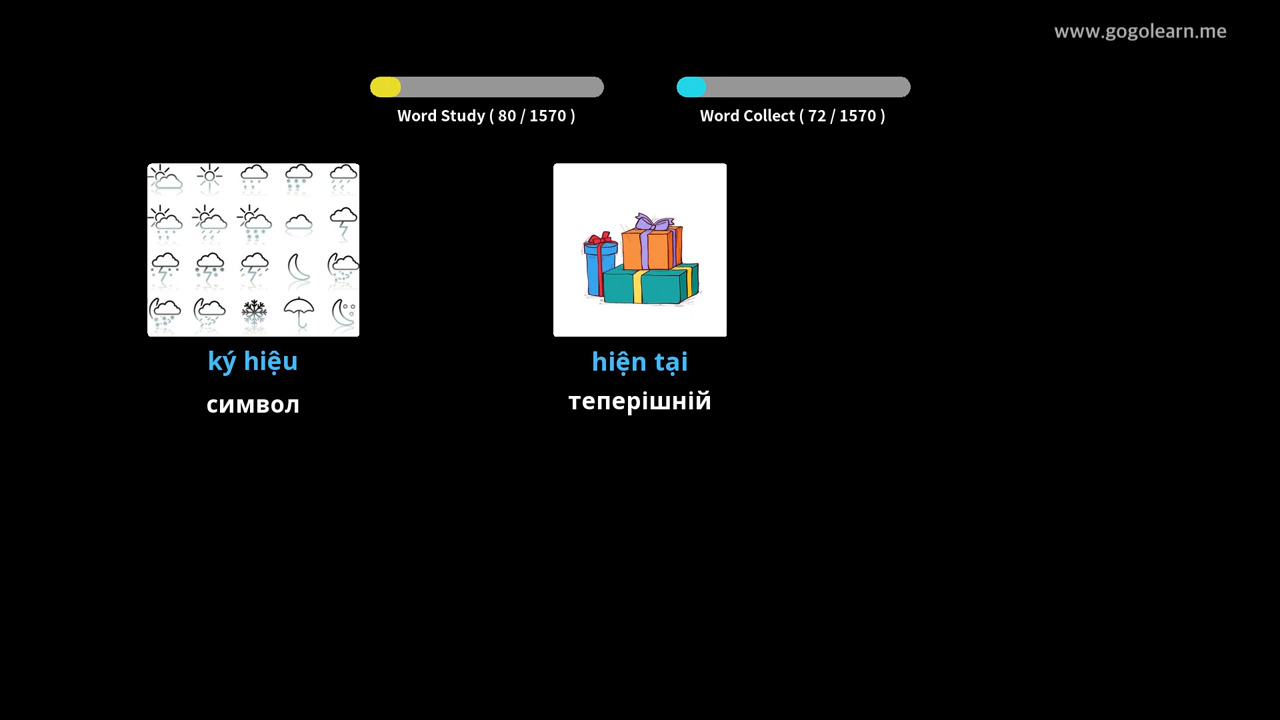 www.gogolearn.me
Word Study ( 80 / 1570 )
Word Collect ( 72 / 1570 )
ký hiệu
символ
hiện tại
теперішній